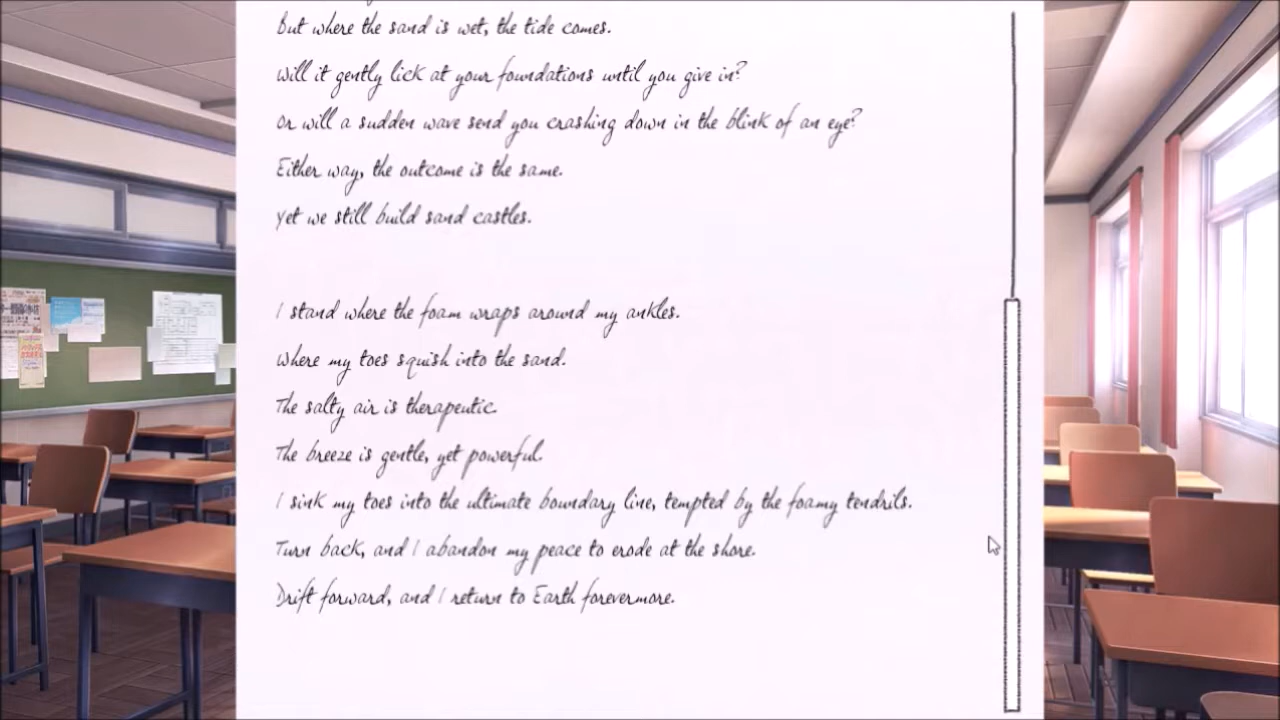 But where the sand is wet, the tide comes.
Will it gently lick at your foundations until you give in?
Or will a sudden wave send you crashing down in the blink of an eye?
Either way, the outcome is the same.
Yet we still build sand castles.
I stand where the foam wraps around my ankles.
Where my toes squish into the sand.
The salty air is therapeutic.
The breeze is gentle, yet powerful.
I sink my toes into the ultimate boundary line, tempted by the foamy tendrils.
Turn back, and I abandon my peace to erode at the shore.
Drift forward, and I return to Earth forevermore.